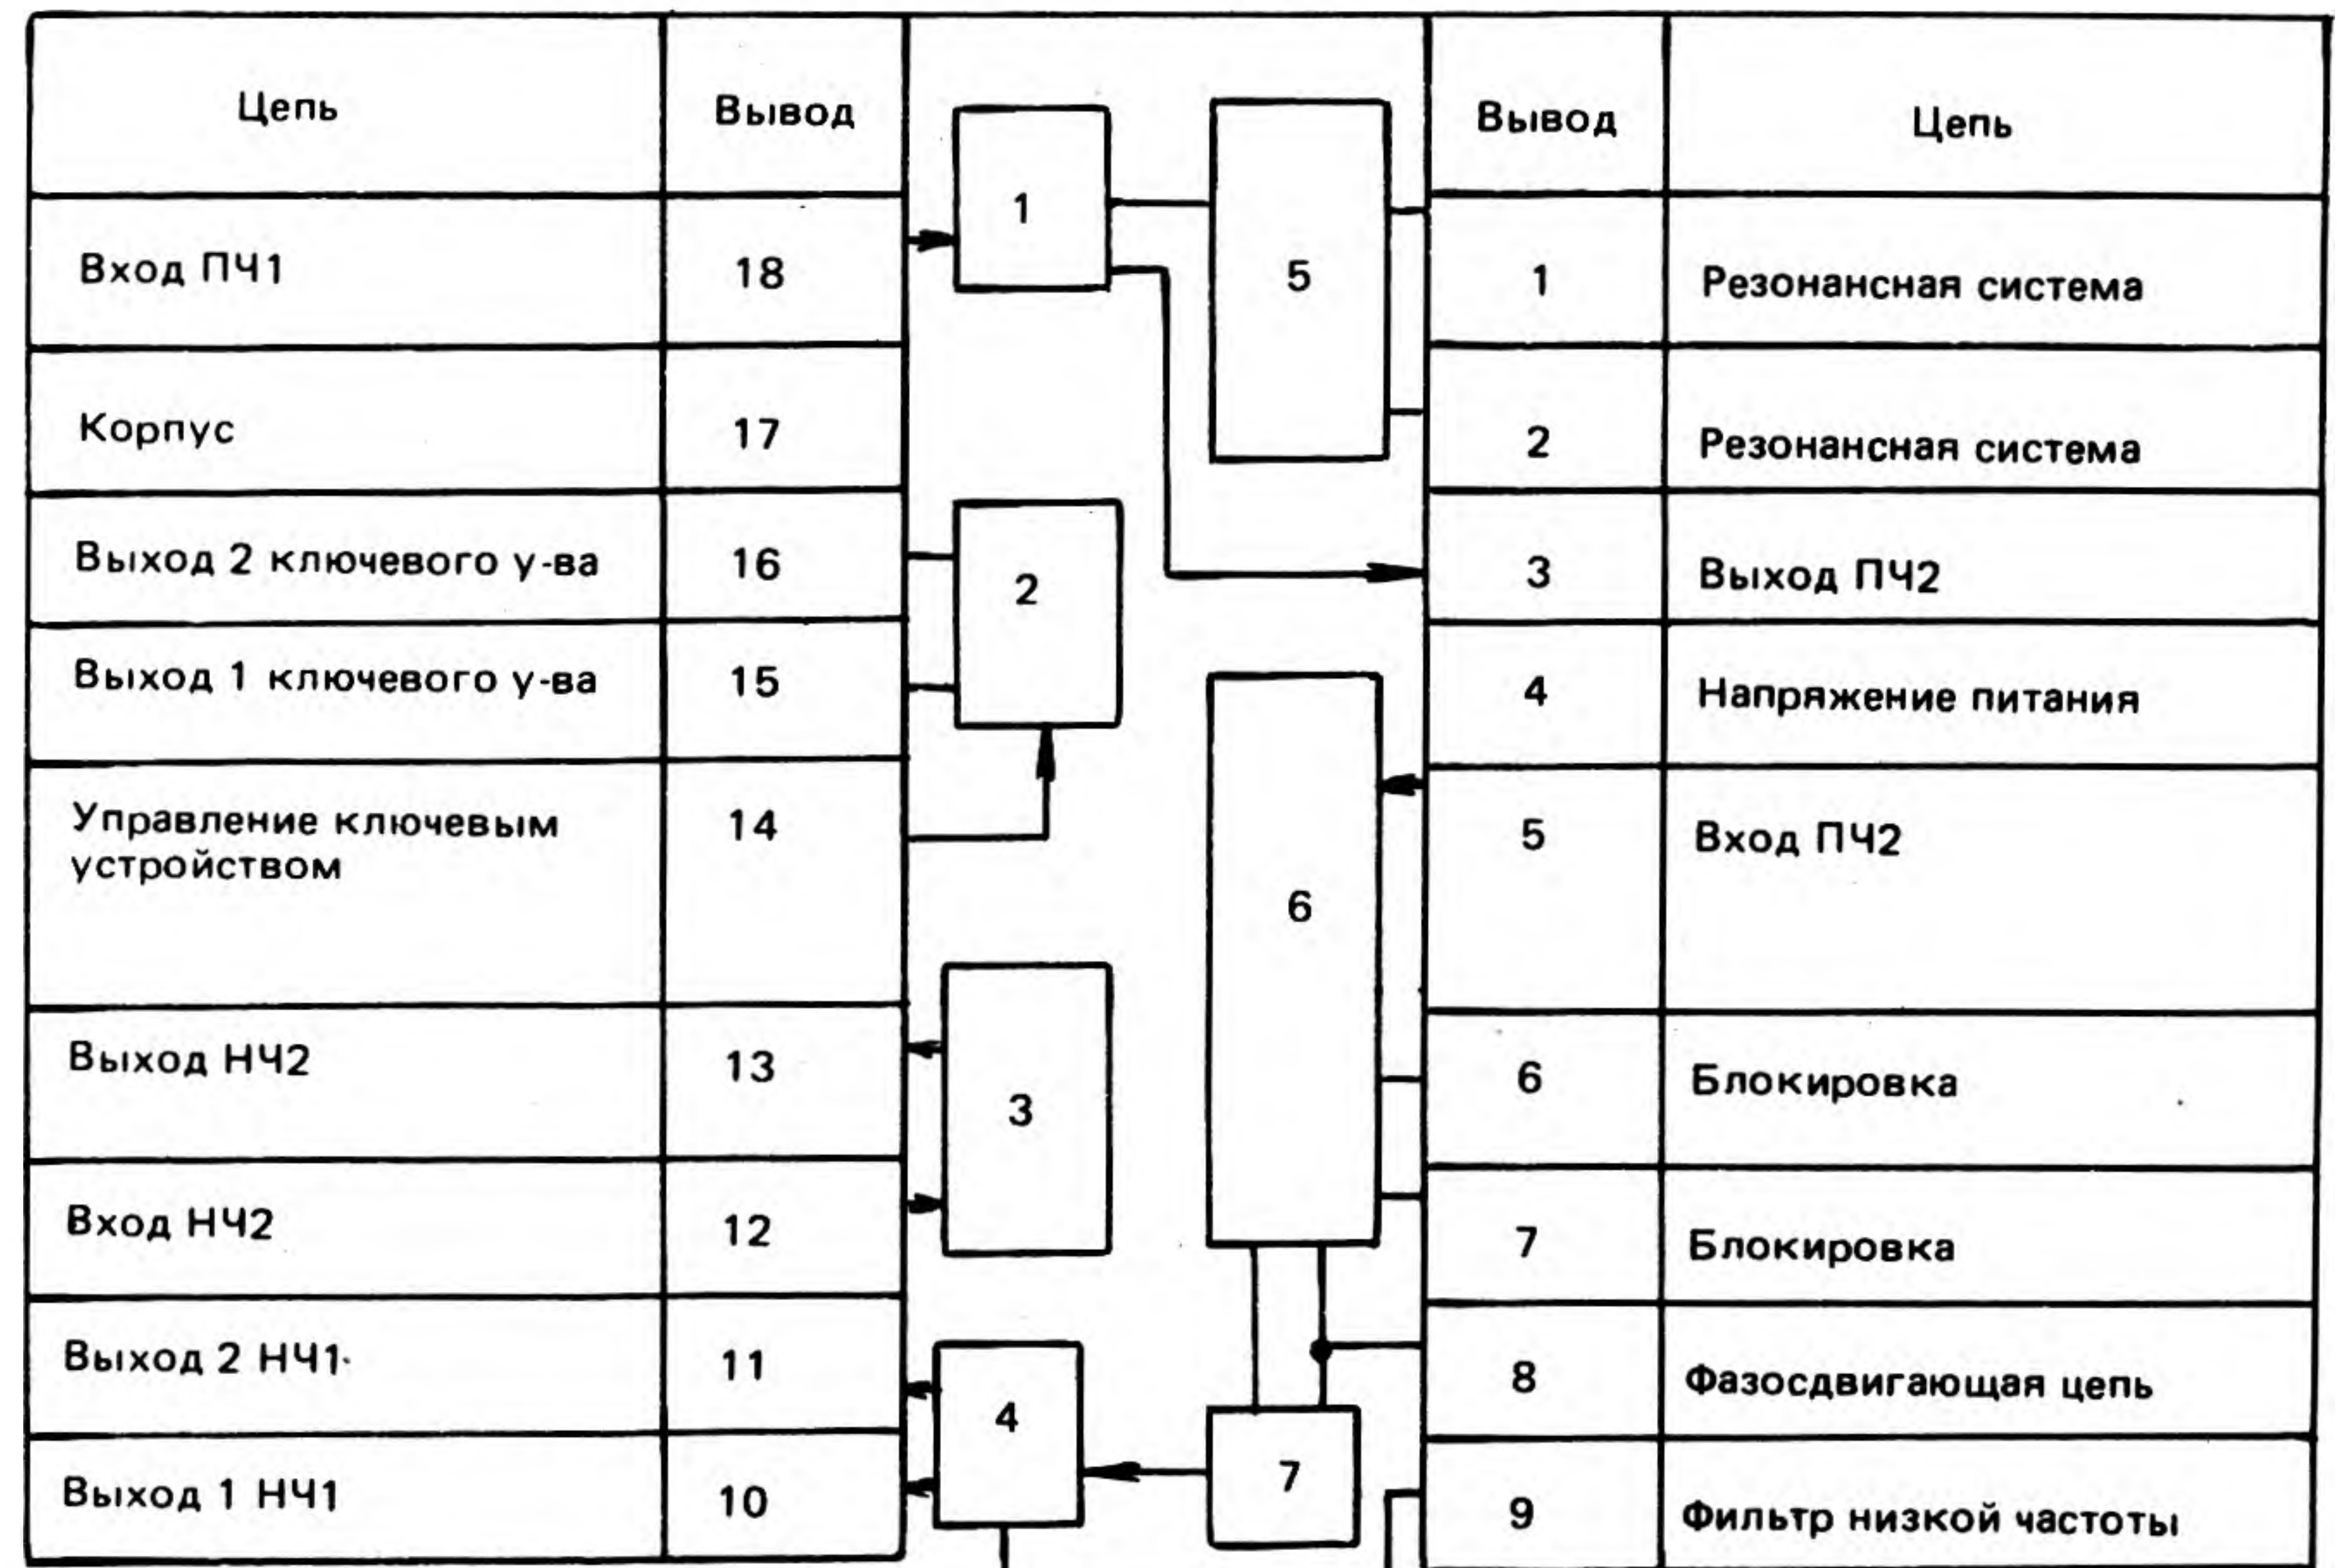 Цепь Вывод Вывод Цепь
Вход ПЧ1 18 1 5 1 Резонансная система
Корпус 17 2 Резонансная система
Выход 2 ключевого у-ва 16 2 3 Выход ПЧ2
Выход 1 ключевого у-ва 15 4 Напряжение питания
Управление ключевым 14 5 Вход ПЧ2
устройством
6
Выход НЧ2 13 3 6 Блокировка
Вход НЧ2 12 7 Блокировка
Выход 2 НЧ1 11 4 8 Фазосдвигающая цепь
Выход 1 НЧ1 10 7 9 Фильтр низкой частоты